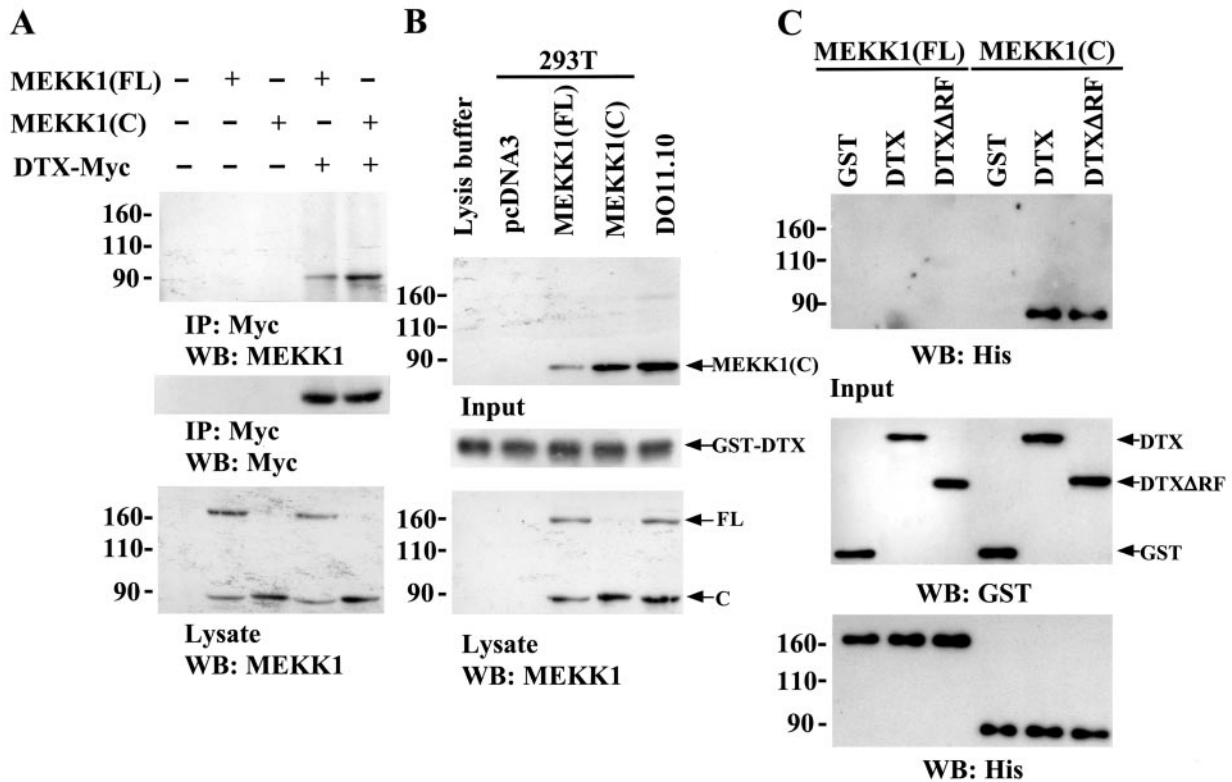 A
MEKK1(FL) – + – + –
MEKK1(C) – – + – +
DTX-Myc – – – + +
160-
110-
90-
IP: Myc
WB: MEKK1
IP: Myc
WB: Myc
160-
110-
90-
Lysate
WB: MEKK1
B
293T
Lysis buffer
pcDNA3
MEKK1(FL)
MEKK1(C)
DO11.10
160-
110-
90-
MEKK1(C)
Input
GST-DTX
160-
110-
90-
FL
C
Lysate
WB: MEKK1
C
MEKK1(FL) MEKK1(C)
GST
DTX
DTXΔRF
GST
DTX
DTXΔRF
160-
110-
90-
WB: His
Input
DTX
DTXΔRF
GST
WB: GST
160-
110-
90-
WB: His